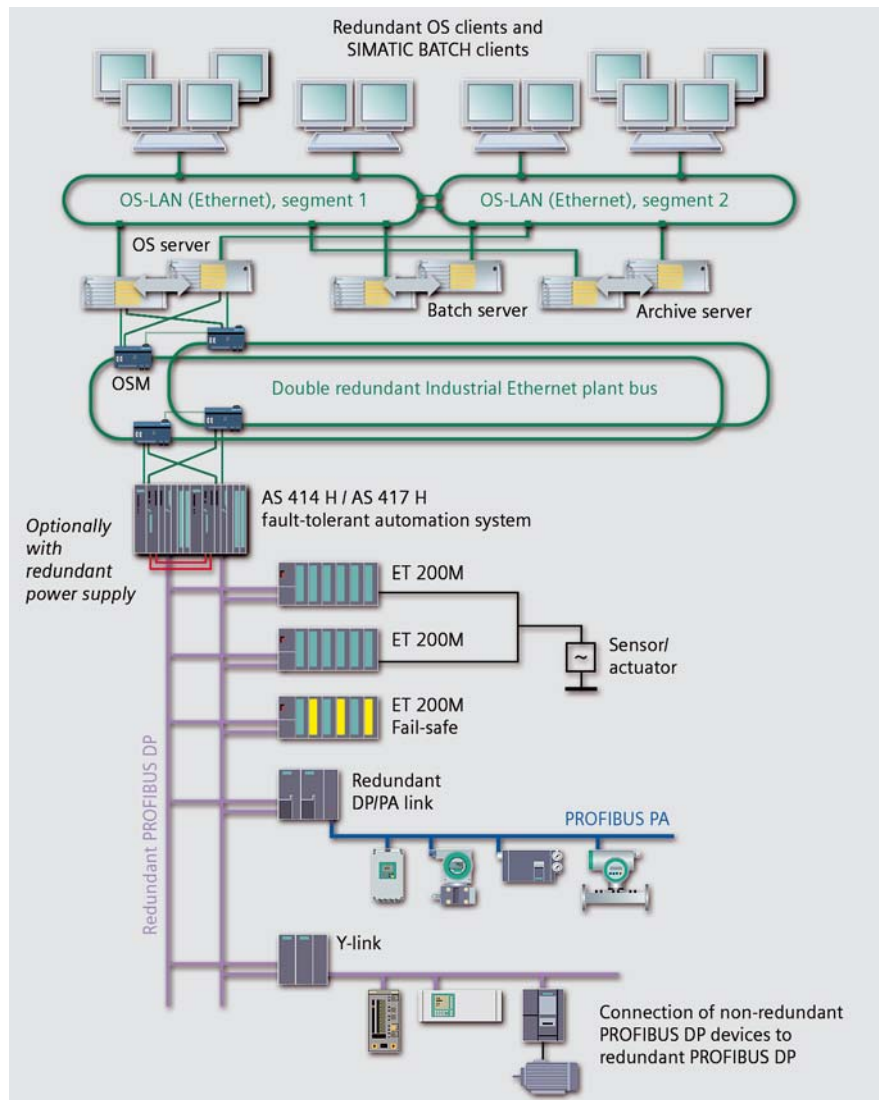 Redundant OS clients and
SIMATIC BATCH clients
OS-LAN (Ethernet), segment 1
OS-LAN (Ethernet), segment 2
OS server
Batch server
Archive server
OSM
Double redundant Industrial Ethernet plant bus
AS 414 H / AS 417 H
fault-tolerant automation system
Optionally
with
redundant
power supply
ET 200M
ET 200M
Sensor/
actuator
ET 200M
Fail-safe
Redundant PROFIBUS DP
Redundant
DP/PA link
PROFIBUS PA
Y-link
Connection of non-redundant
PROFIBUS DP devices to
redundant PROFIBUS DP